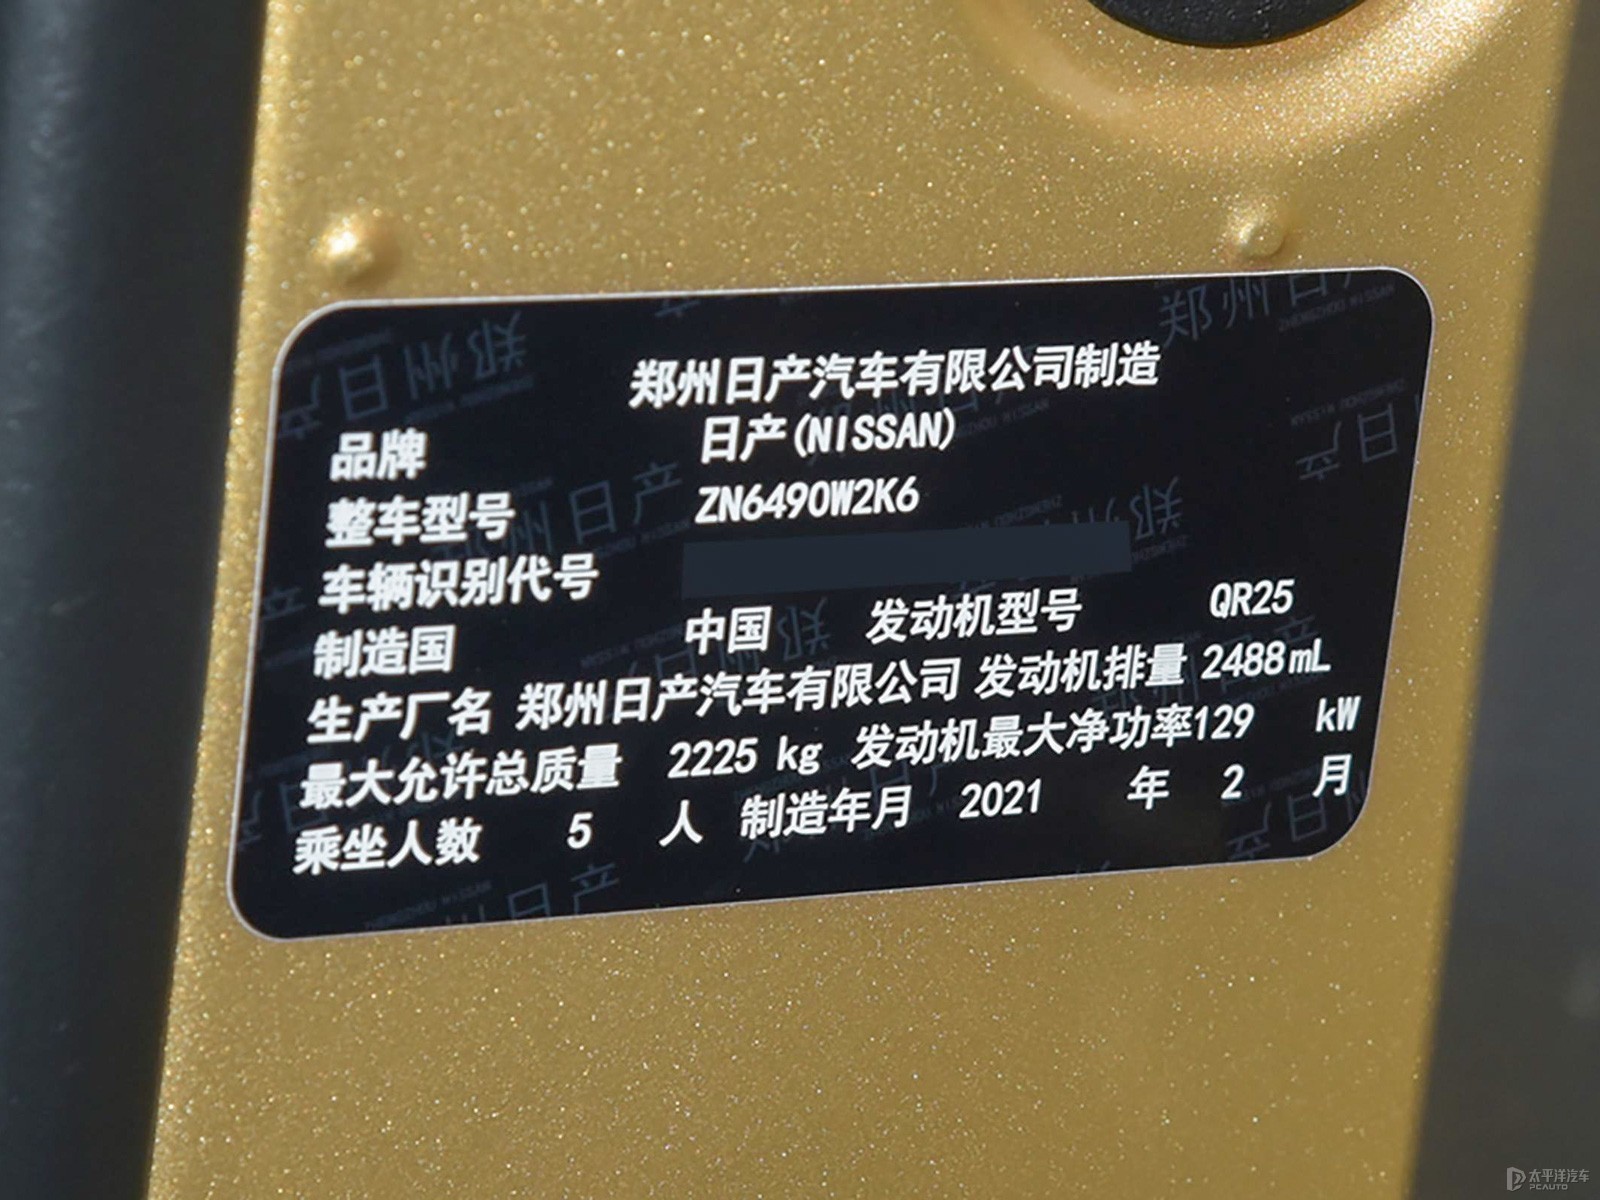 郑州日产汽车有限公司制造
品牌 日产(NISSAN)
整车型号 ZN6490W2K6
车辆识别代号
制造国 中国 发动机型号 QR25
生产厂名 郑州日产汽车有限公司 发动机排量 2488mL
最大允许总质量 2225 kg 发动机最大净功率129 kW
乘坐人数 5 人 制造年月 2021 年 2 月
太平洋汽车
PCAUTO